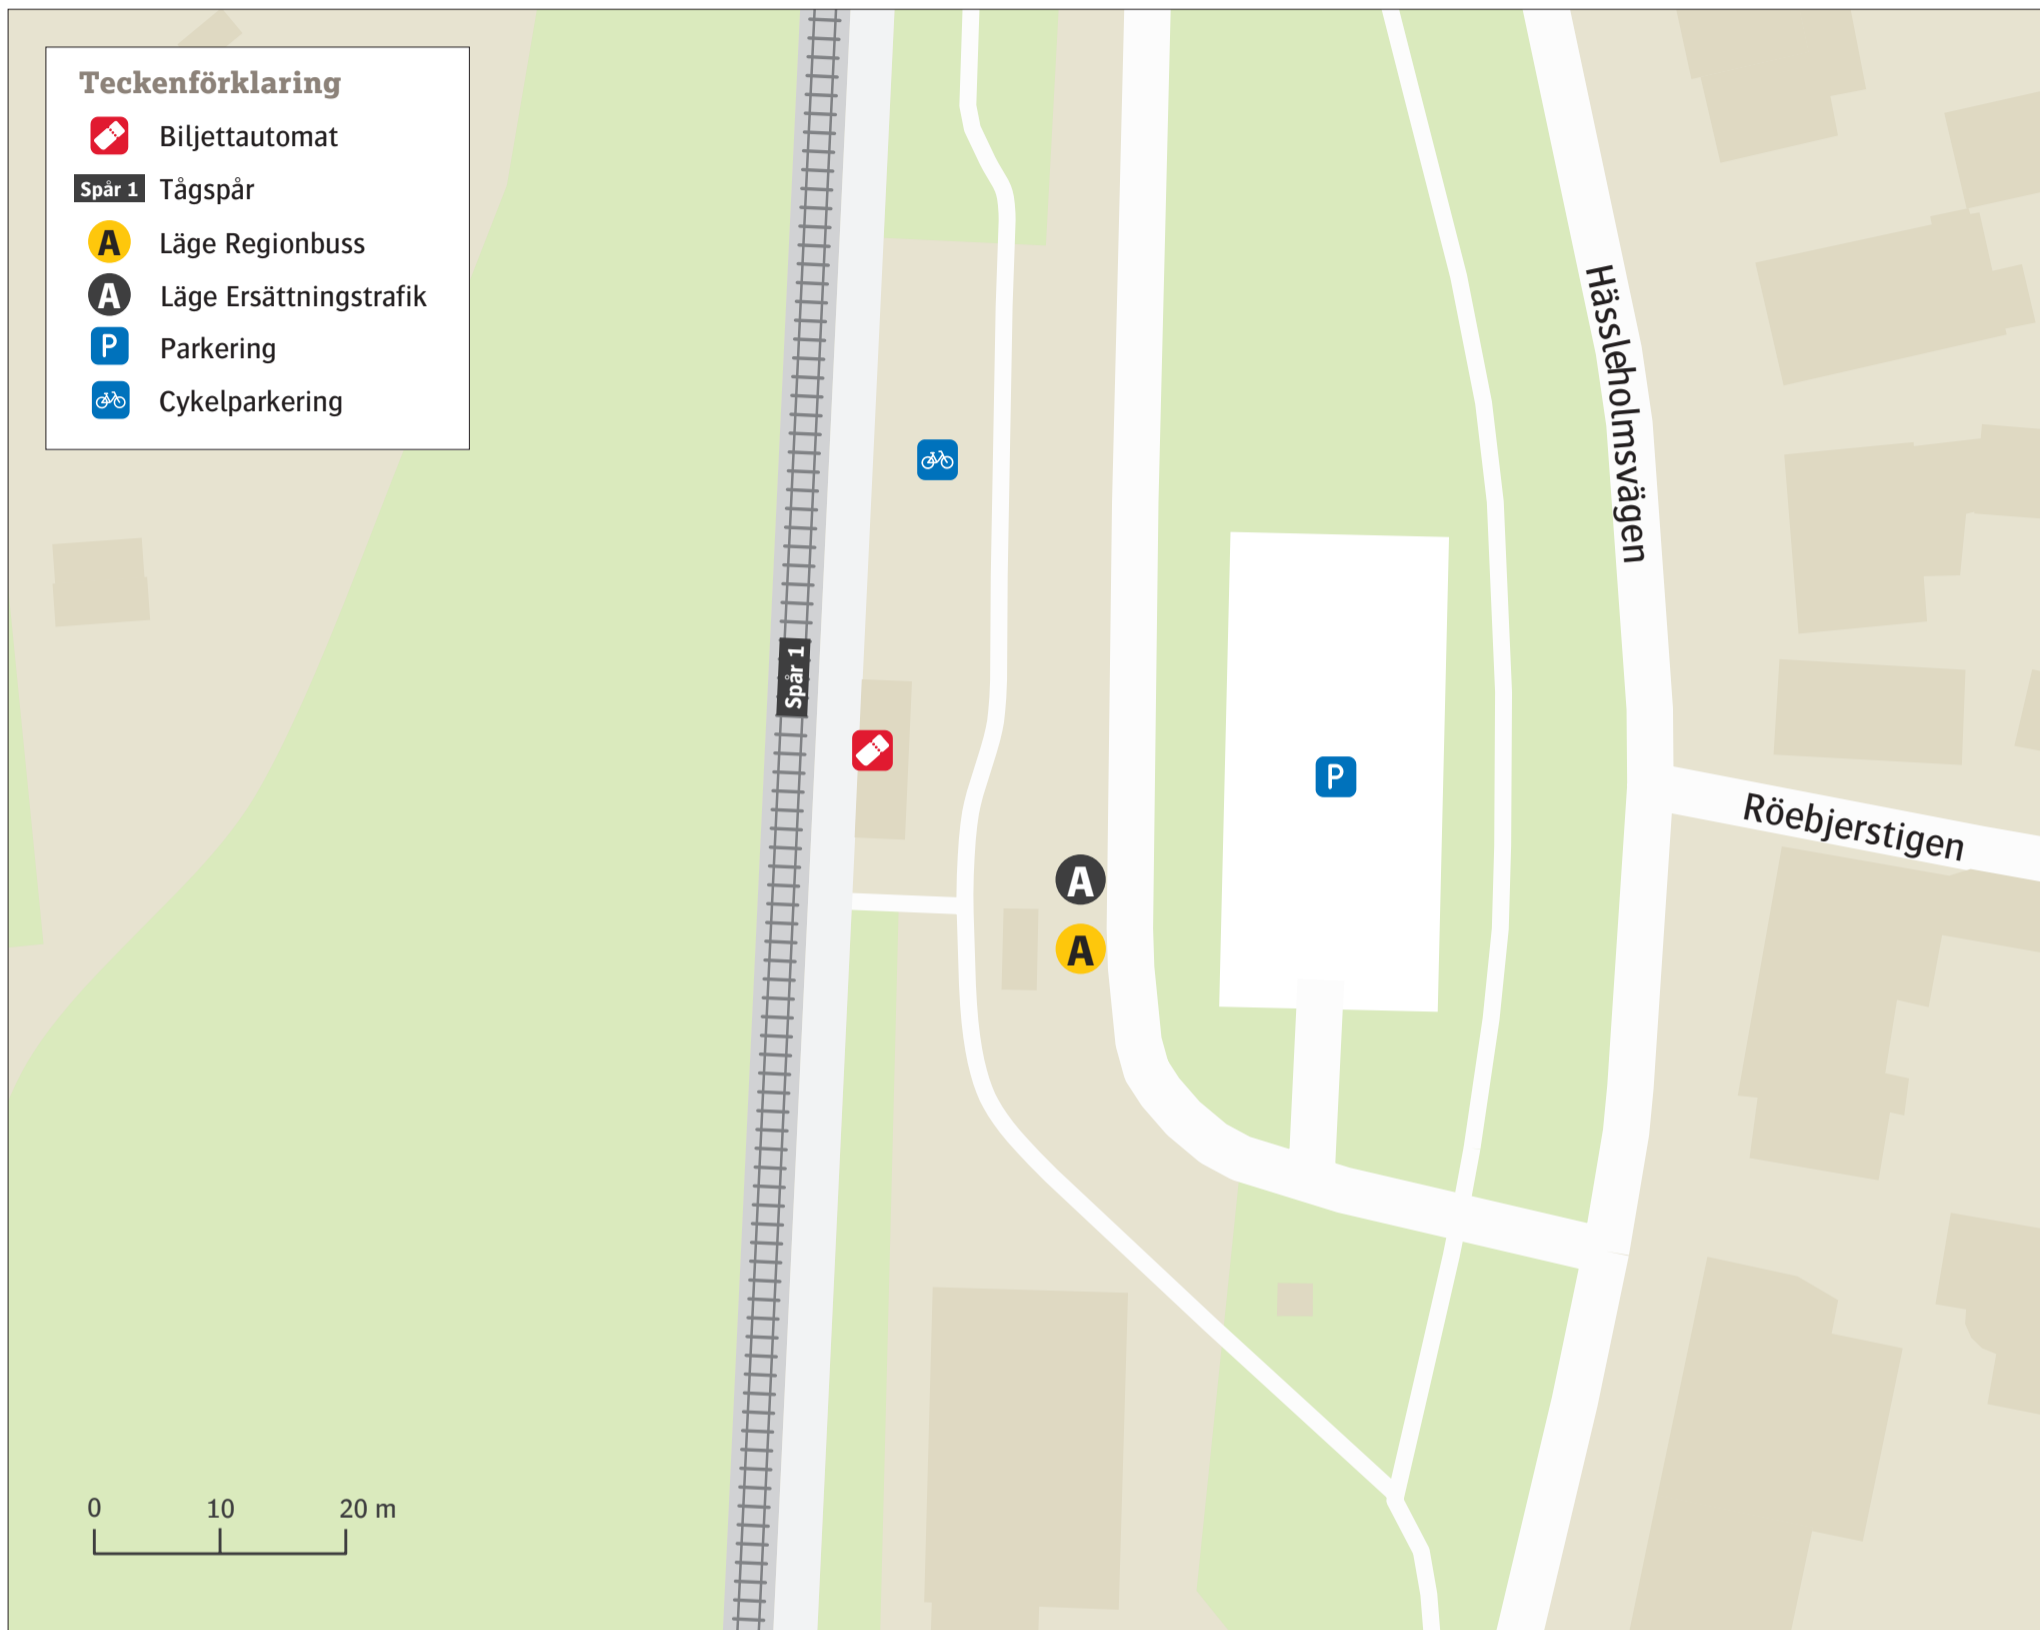 Teckenförklaring
Biljettautomat
Spår 1 Tågspår
A Läge Regionbuss
A Läge Ersättningstrafik
P Parkering
Cykelparkering
Hässleholmsvägen
Spår 1
P
Röebjerstigen
A
A
0 10 20 m